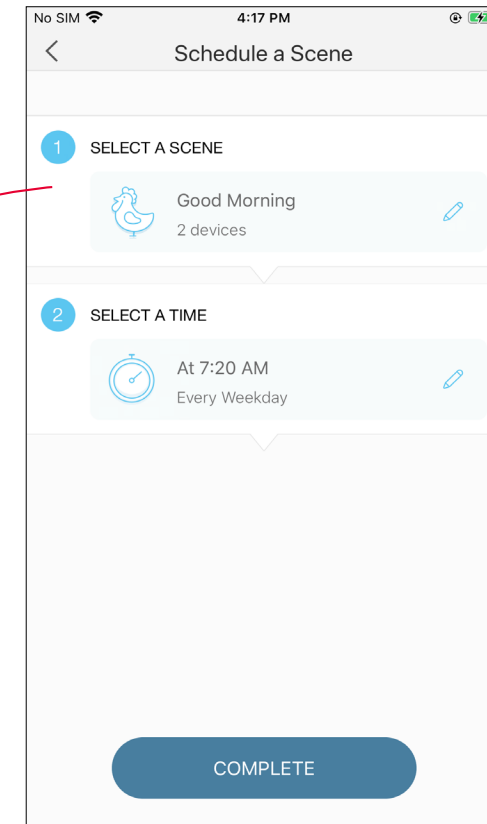 No SIM 4:17 PM
Schedule a Scene
1 SELECT A SCENE
Good Morning
2 devices
2 SELECT A TIME
At 7:20 AM
Every Weekday
COMPLETE